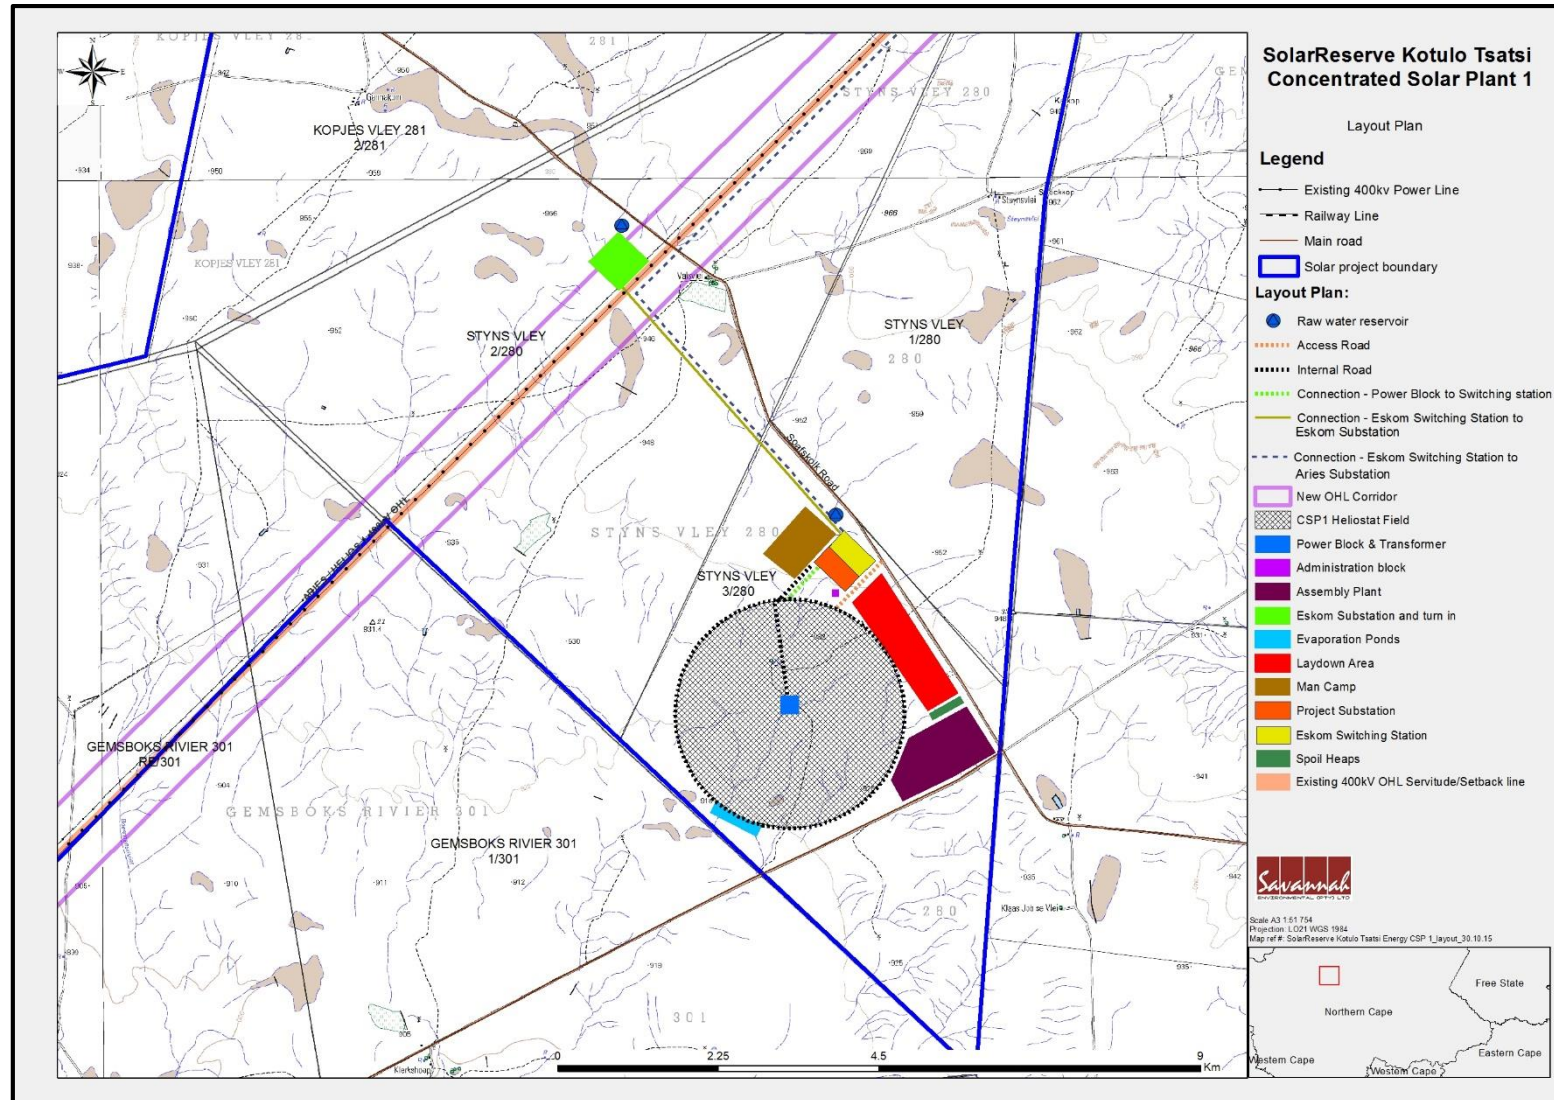 SolarReserve Kotulo Tsatsi
Concentrated Solar Plant 1
Layout Plan
Legend
Existing 400kv Power Line
Railway Line
Main road
Solar project boundary
Layout Plan:
Raw water reservoir
Access Road
Internal Road
Connection - Power Block to Switching station
Connection - Eskom Switching Station to
Eskom Substation
Connection - Eskom Switching Station to
Aries Substation
New OHL Corridor
CSP1 Heliostat Field
Power Block & Transformer
Administration block
Assembly Plant
Eskom Substation and turn in
Evaporation Ponds
Laydown Area
Man Camp
Project Substation
Eskom Switching Station
Spoil Heaps
Existing 400kV OHL Servitude/Setback line
Savannah
ENVIRONMENTAL (PTY) LTD
Scale A3 1:51 754
Projection: LO21 WGS 1984
Map ref #: SolarReserve Kotulo Tsatsi Energy CSP 1_layout_30.10.15
Free State
Northern Cape
Eastern Cape
Western Cape
Western Cape
N
W
E
S
281
STYNS VLEY 280
KOPJES VLEY 281
2/281
KOPJES VLEY 281
STYNS VLEY
2/280
STYNS VLEY
1/280
280
Spafskolk Road
STYNS VLEY 280
STYNS VLEY
3/280
GEMSBOKS RIVIER 301
RE/301
GEMSBOKS RIVIER 301
GEMSBOKS RIVIER 301
1/301
280
301
Klerkshoop
0
2.25
4.5
9
Km